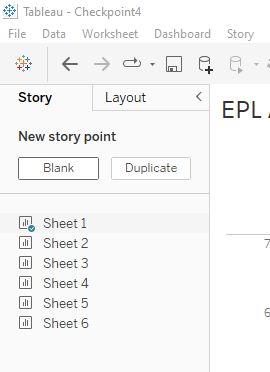 Tableau - Checkpoint4
File Data Worksheet Dashboard Story
Story Layout
EPL
New story point
Blank Duplicate
Sheet 1
Sheet 2
7
Sheet 3
Sheet 4
Sheet 5
6
Sheet 6